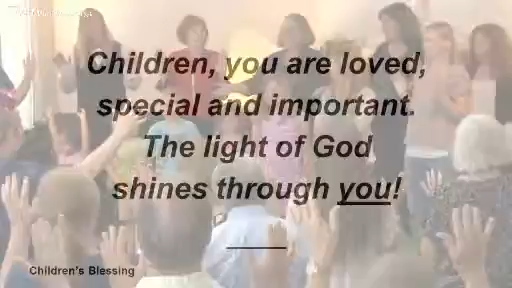 Children, you are loved,
special and important.
The light of God
shines through you!
Children's Blessing